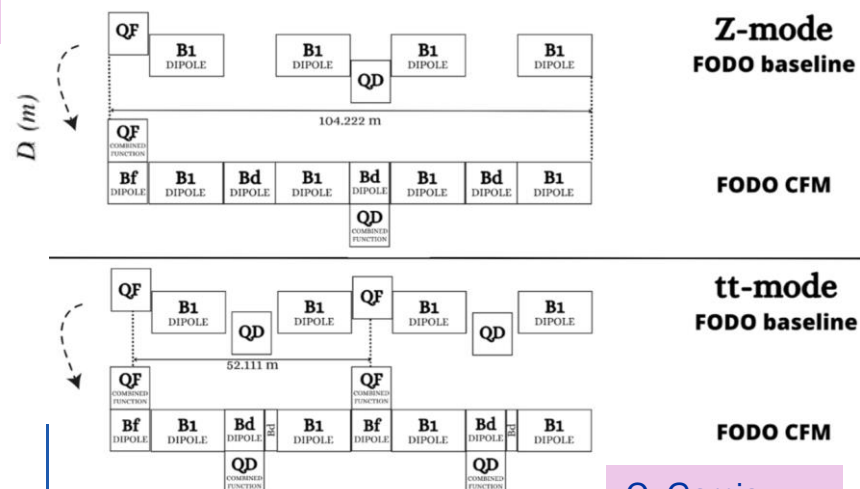 QF
B1
DIPOLE
B1
DIPOLE
QD
B1
DIPOLE
B1
DIPOLE
Z-mode
FODO baseline
D (m)
104.222 m
QF
COMBINED
FUNCTION
Bf
DIPOLE
B1
DIPOLE
Bd
DIPOLE
B1
DIPOLE
Bd
DIPOLE
B1
DIPOLE
Bd
DIPOLE
B1
DIPOLE
FODO CFM
QD
COMBINED
FUNCTION
QF
B1
DIPOLE
QD
B1
DIPOLE
QF
B1
DIPOLE
QD
B1
DIPOLE
tt-mode
FODO baseline
52.111 m
QF
COMBINED
FUNCTION
QF
COMBINED
FUNCTION
Bf
DIPOLE
B1
DIPOLE
Bd
DIPOLE
Bd
B1
DIPOLE
Bf
DIPOLE
B1
DIPOLE
Bd
DIPOLE
Bd
B1
DIPOLE
FODO CFM
QD
COMBINED
FUNCTION
QD
COMBINED
FUNCTION